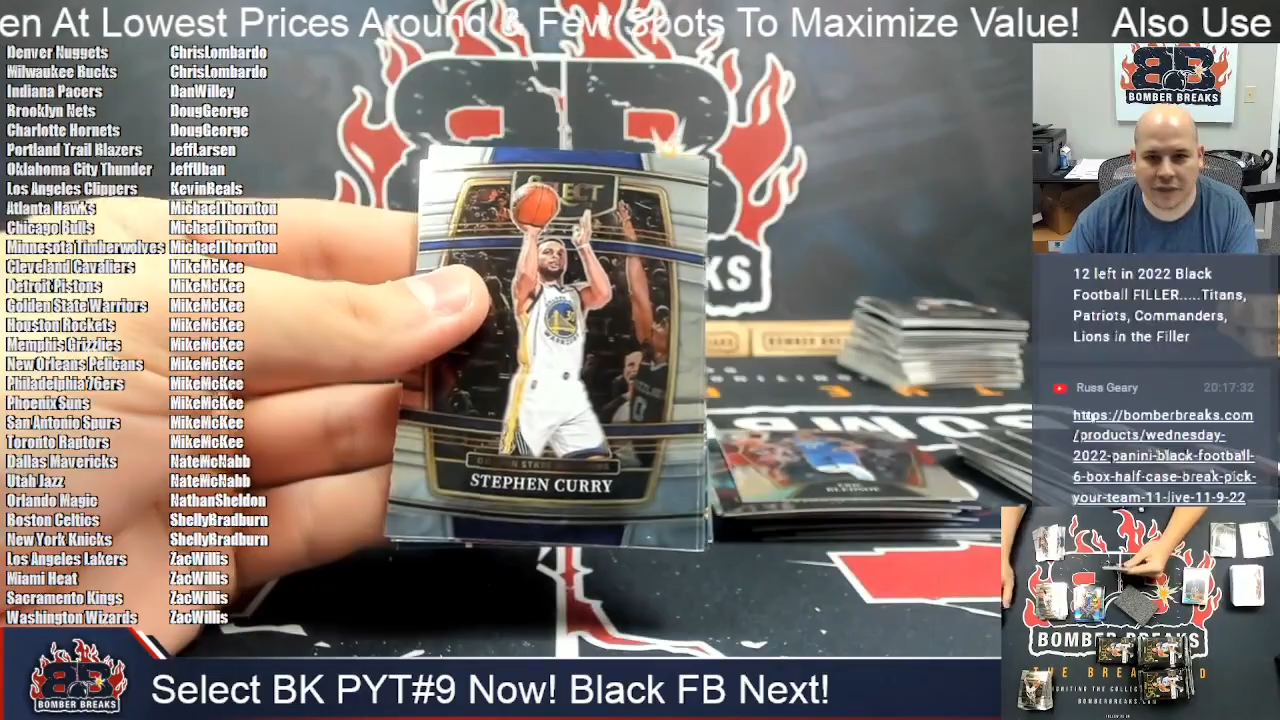 en At Lowest Prices Around & Few Spots To Maximize Value! Also Use
Denver Nuggets ChrisLombardo
Milwaukee Bucks ChrisLombardo
Indiana Pacers DanWilley
Brooklyn Nets DougGeorge
Charlotte Hornets DougGeorge
Portland Trail Blazers JeffLarsen
Oklahoma City Thunder JeffUban
Los Angeles Clippers KevinBeals
Atlanta Hawks MichaelThornton
Chicago Bulls MichaelThornton
Minnesota Timberwolves MichaelThornton
Cleveland Cavaliers MikeMcKee
Detroit Pistons MikeMcKee
Golden State Warriors MikeMcKee
Houston Rockets MikeMcKee
Memphis Grizzlies MikeMcKee
New Orleans Pelicans MikeMcKee
Philadelphia 76ers MikeMcKee
Phoenix Suns MikeMcKee
San Antonio Spurs MikeMcKee
Toronto Raptors MikeMcKee
Dallas Mavericks NateMcNabb
Utah Jazz NateMcNabb
Orlando Magic NathanSheldon
Boston Celtics ShellyBradburn
New York Knicks ShellyBradburn
Los Angeles Lakers ZacWillis
Miami Heat ZacWillis
Sacramento Kings ZacWillis
Washington Wizards ZacWillis
SELECT
STEPHEN CURRY
BOMBER BREAKS
12 left in 2022 Black
Football FILLER.....Titans,
Patriots, Commanders,
Lions in the Filler
Russ Geary 20:17:32
https://bomberbreaks.com
/products/wednesday-
2022-panini-black-football-
6-box-half-case-break-pick-
your-team-11-live-11-9-22
BOMBER BREAKS
BOMBERBREAKS.COM
BOMBER BREAKS
Select BK PYT#9 Now! Black FB Next!